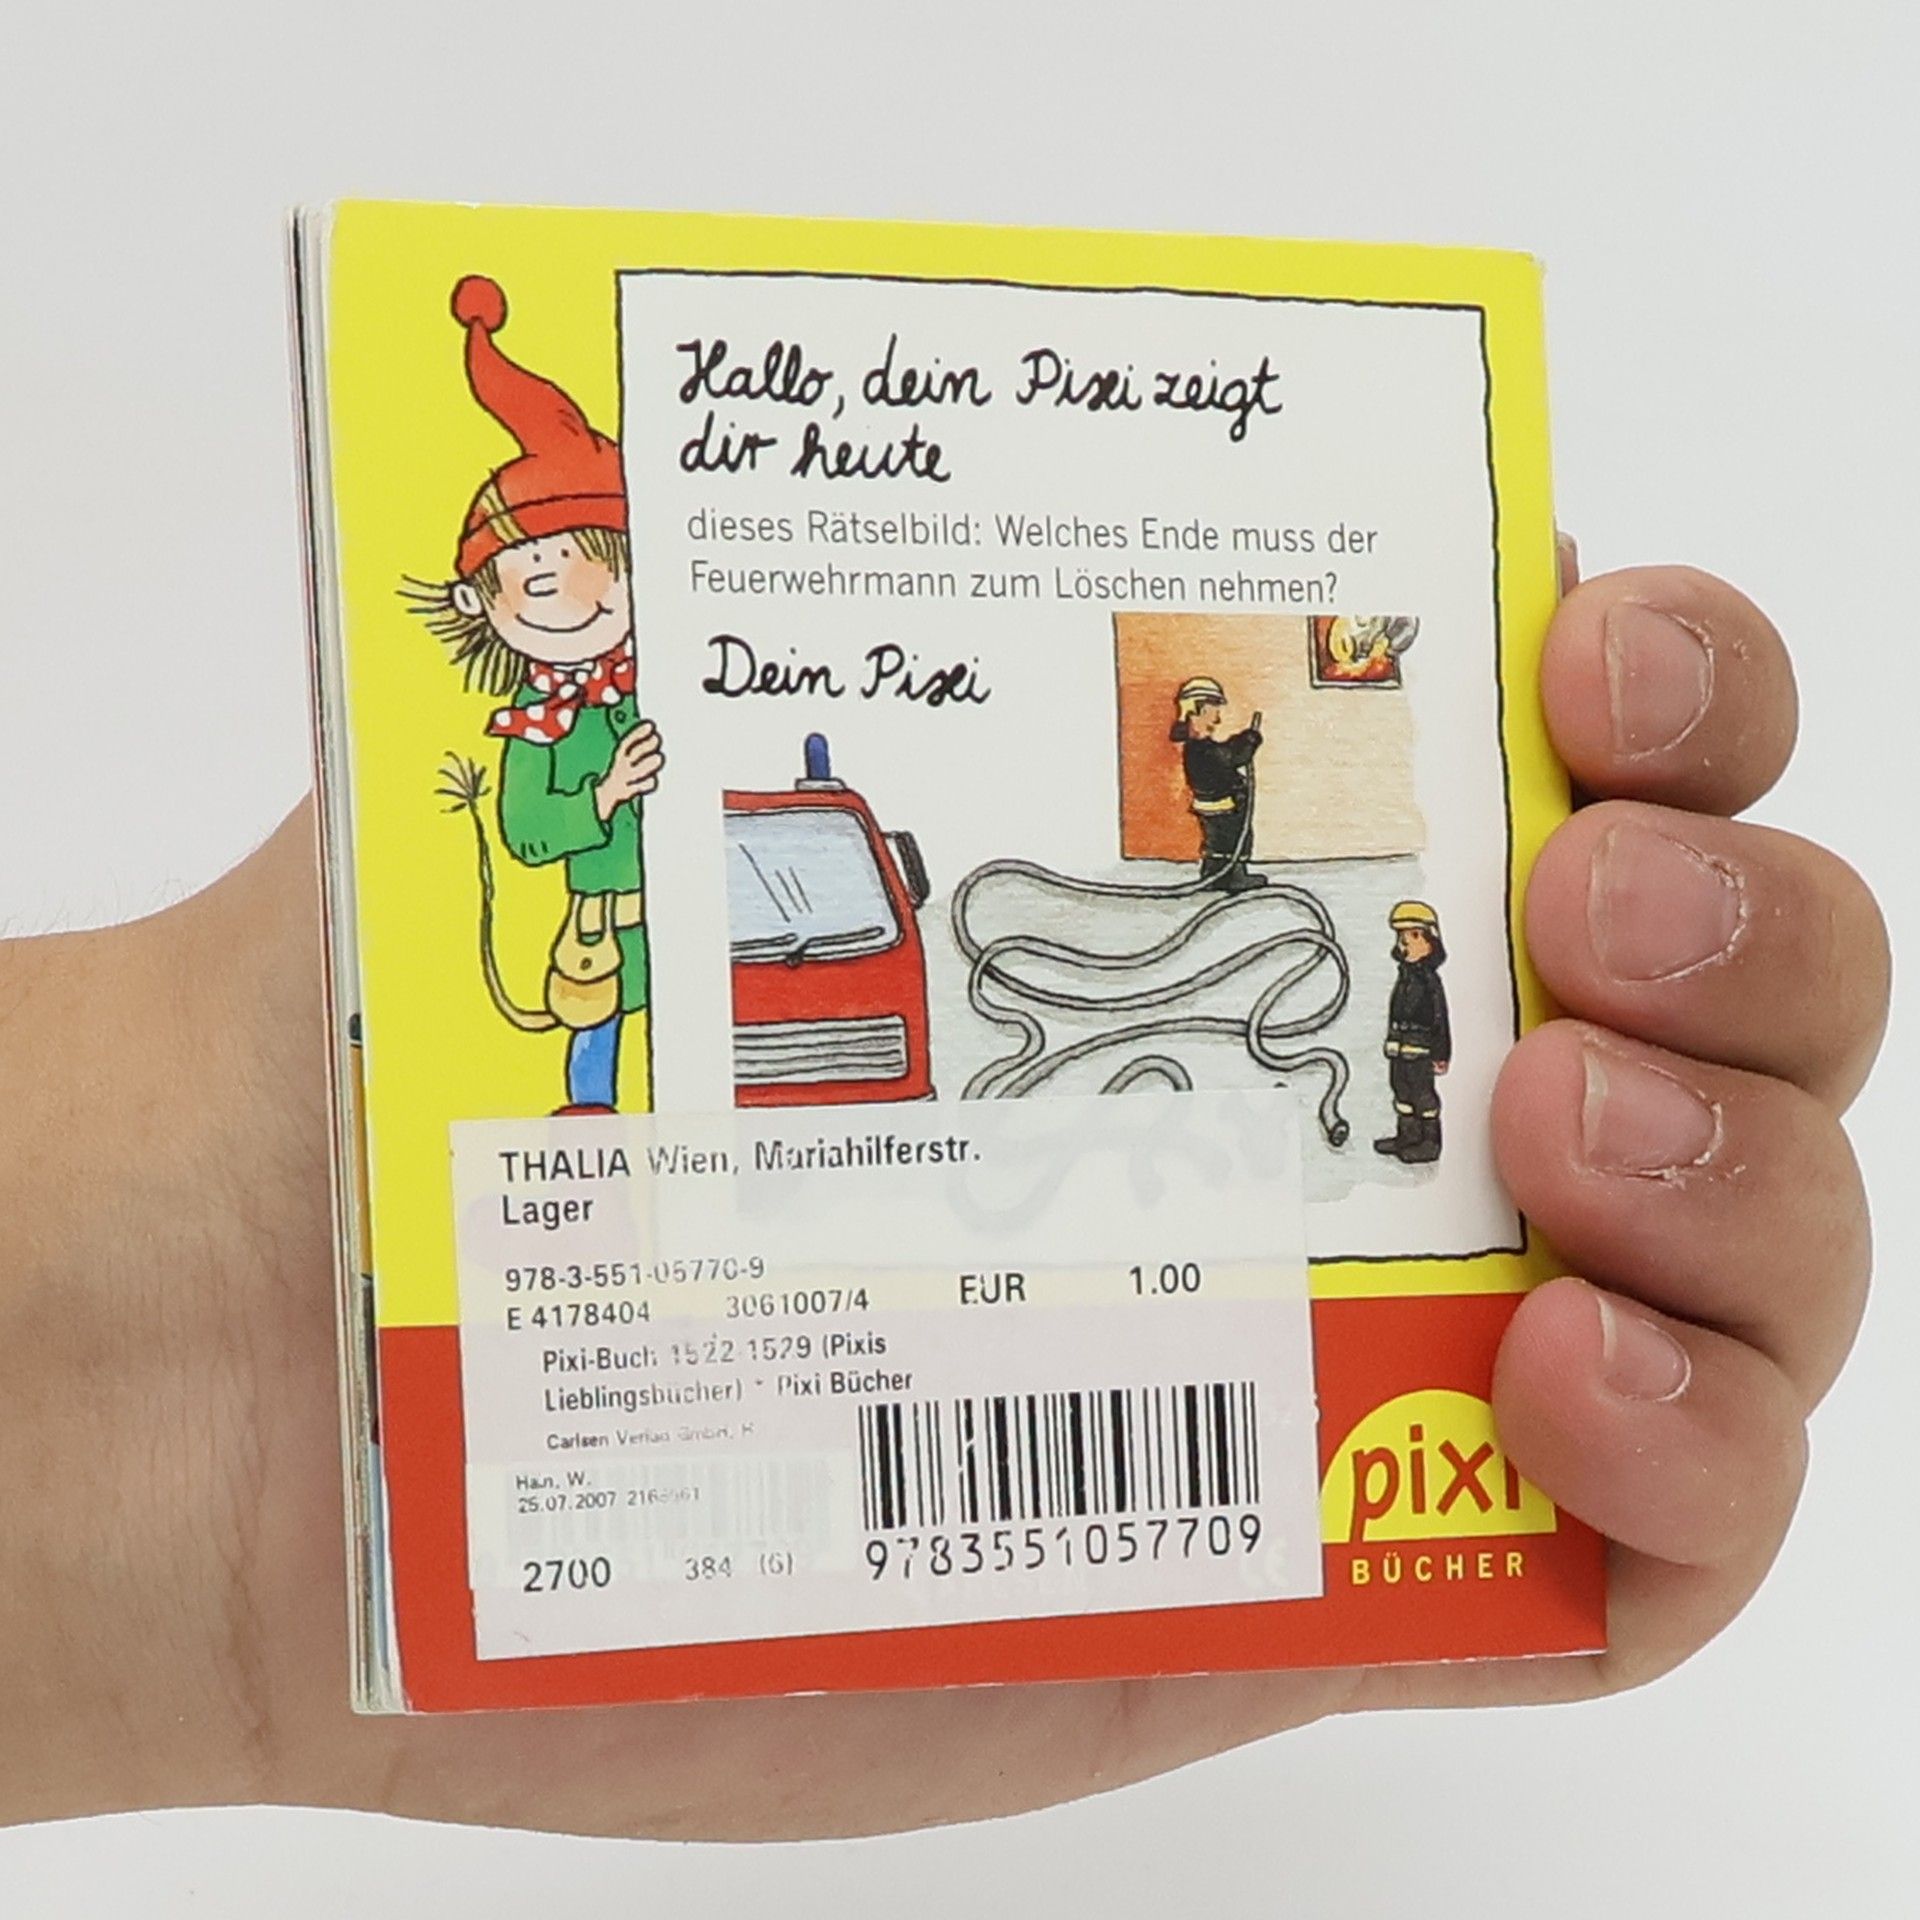 Hallo, dein Pixi zeigt
dir heute
dieses Rätselbild: Welches Ende muss der
Feuerwehrmann zum Löschen nehmen?
Dein Pixi
THALIA Wien, Mariahilferstr.
Lager
978-3-551-05770-9
E 4178404 3061007/4 EUR 1.00
Pixi-Buch 1522-1529 (Pixis
Lieblingsbücher) * Pixi Bücher
Carlsen Verlag GmbH,
Han, W.
25.07.2007
2700 384 (6)
9783551057709
pixi
BÜCHER